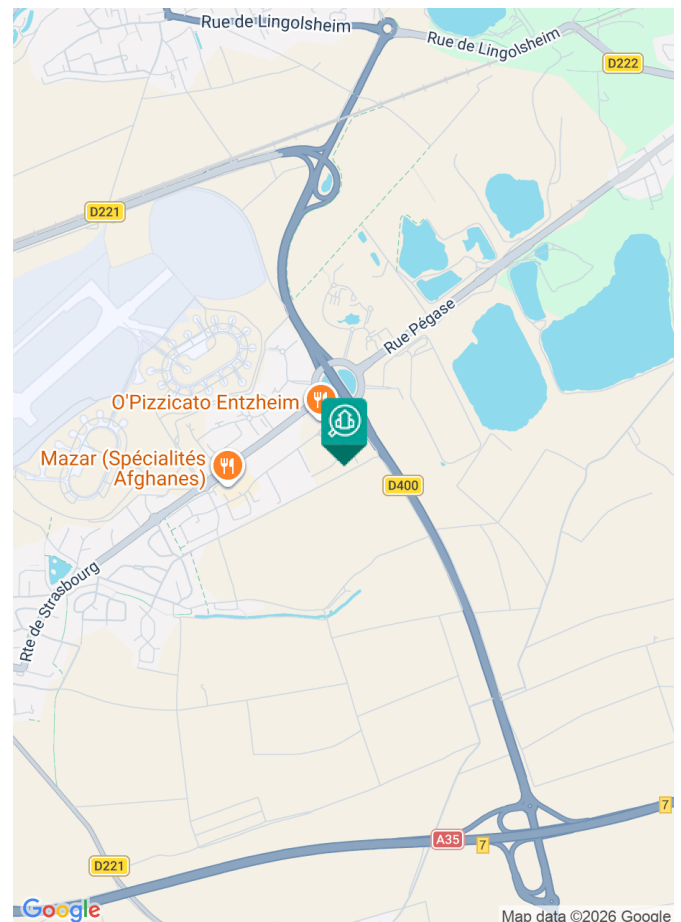 Rue de Lingolsheim
Rue de Lingolsheim
D222
D221
Rue Pégase
O'Pizzicato Entzheim
Mazar (Spécialités
Afghanes)
D400
Rte de Strasbourg
7
A35
7
D221
Google
Map data ©2026 Google